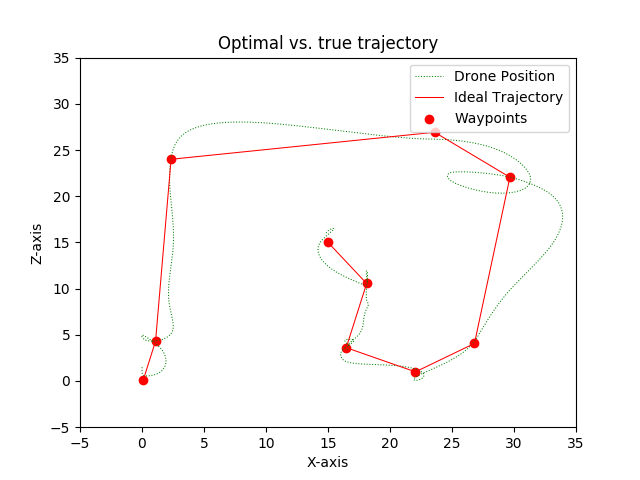 Optimal vs. true trajectory
Drone Position
Ideal Trajectory
Waypoints
35
30
25
20
15
10
5
0
−5
Z-axis
−5 0 5 10 15 20 25 30 35
X-axis